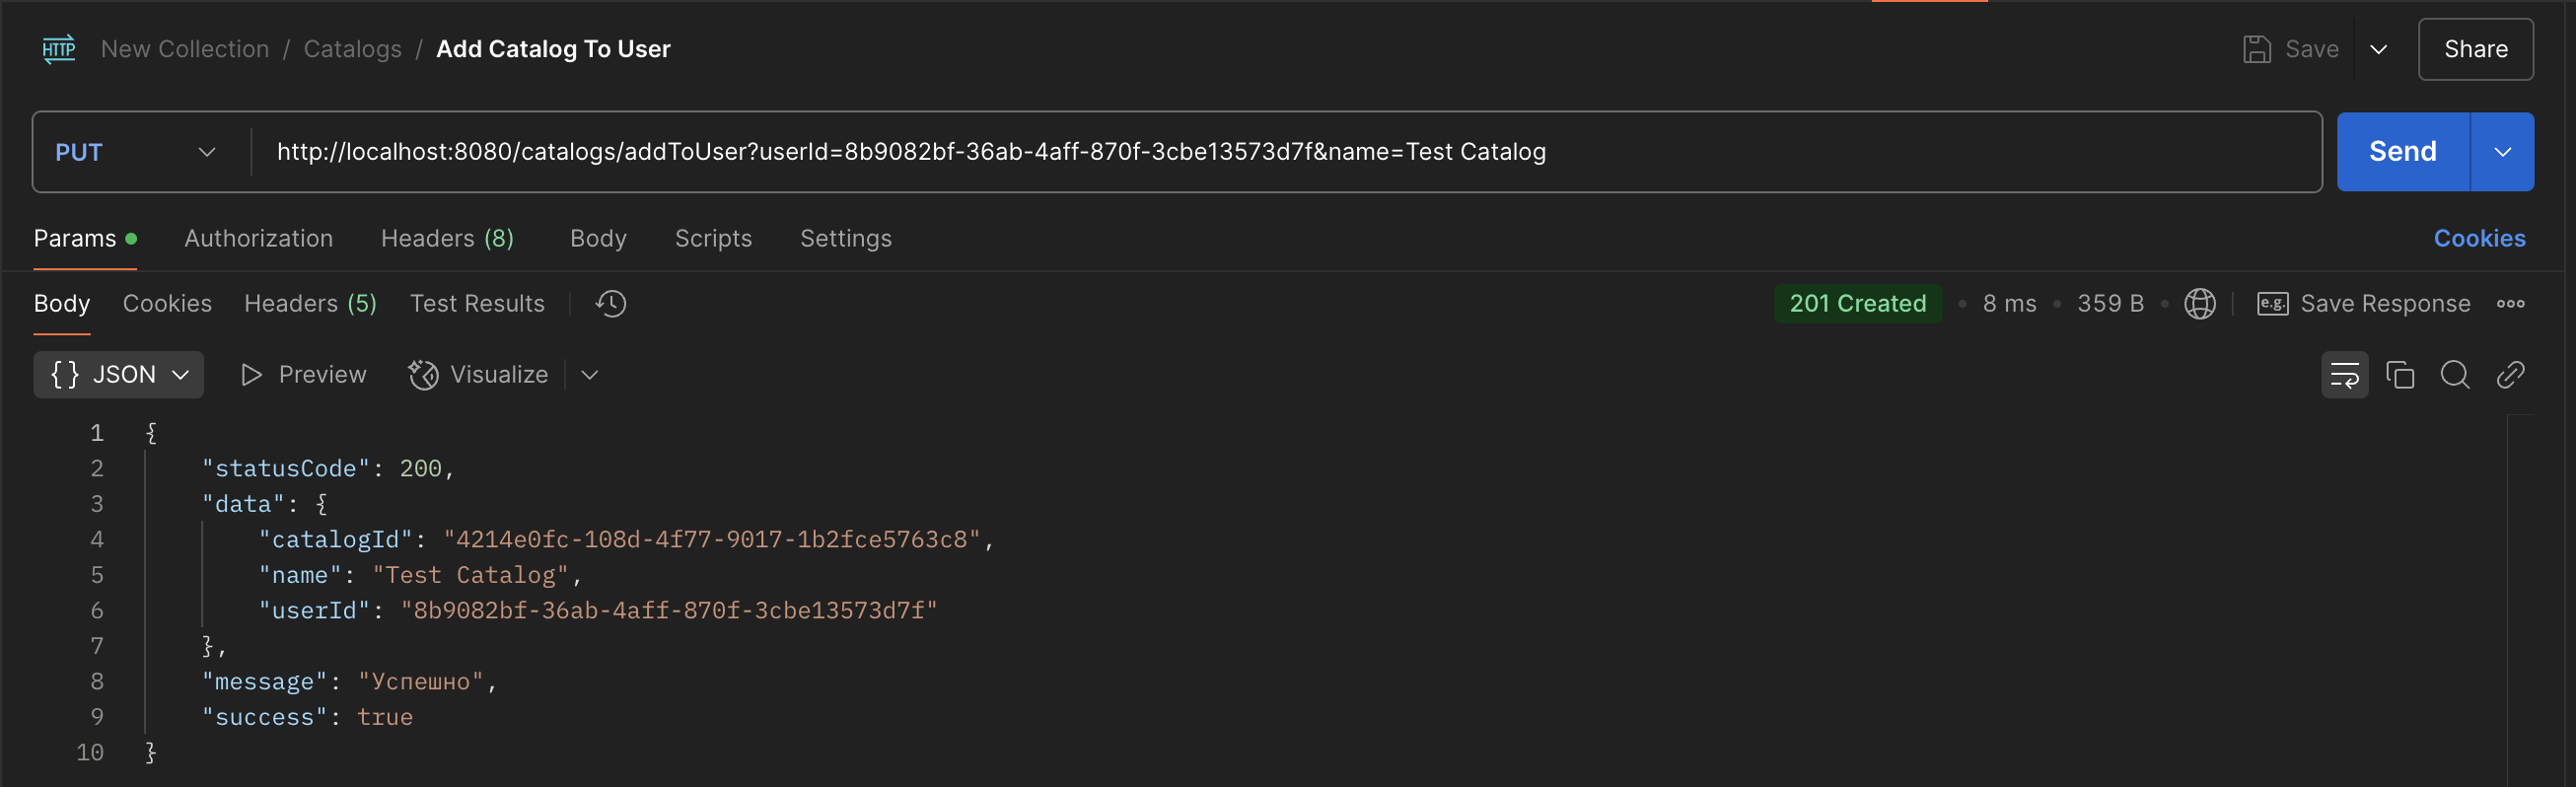 HTTP New Collection / Catalogs / Add Catalog To User Save Share
PUT http://localhost:8080/catalogs/addToUser?userId=8b9082bf-36ab-4aff-870f-3cbe13573d7f&name=Test Catalog Send
Params Authorization Headers (8) Body Scripts Settings Cookies
Body Cookies Headers (5) Test Results 201 Created • 8 ms • 359 B • e.g. Save Response
{} JSON Preview Visualize
1 {
2 "statusCode": 200,
3 "data": {
4 "catalogId": "4214e0fc-108d-4f77-9017-1b2fce5763c8",
5 "name": "Test Catalog",
6 "userId": "8b9082bf-36ab-4aff-870f-3cbe13573d7f"
7 },
8 "message": "Успешно",
9 "success": true
10 }